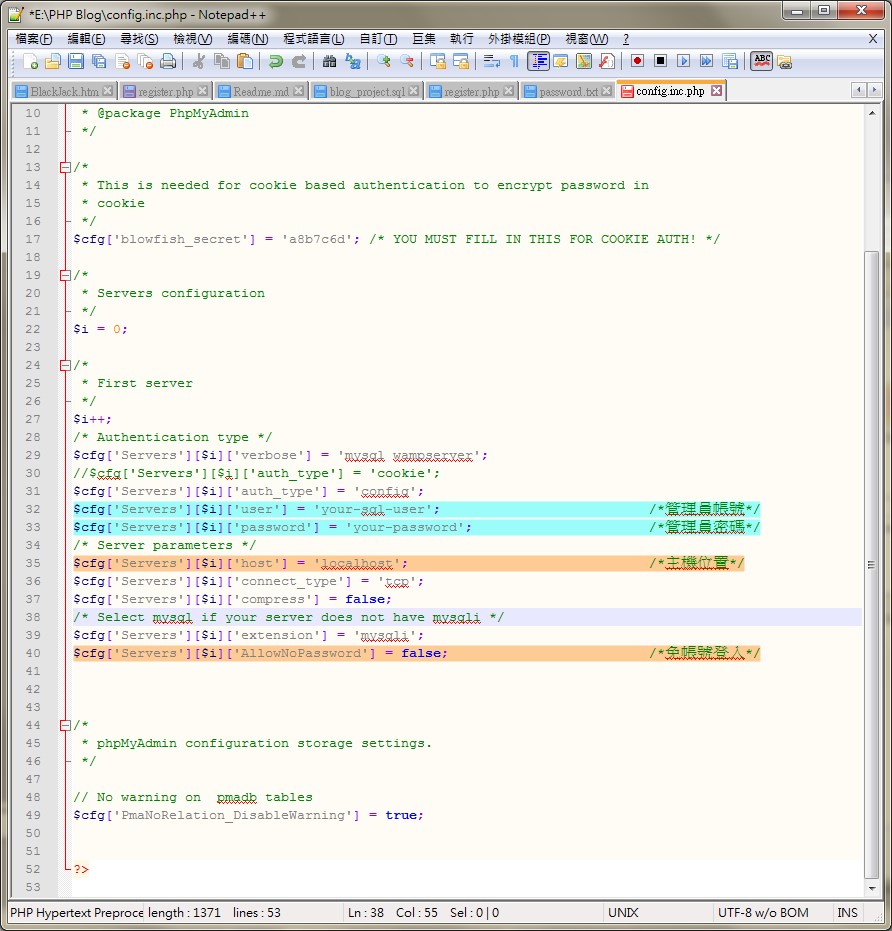 *E:\PHP Blog\config.inc.php - Notepad++
檔案(F) 編輯(E) 尋找(S) 檢視(V) 編碼(N) 程式語言(L) 自訂(T) 巨集 執行 外掛模組(P) 視窗(W) ? X
ABC
BlackJack.htm register.php Readme.md blog_project.sql register.php password.txt config.inc.php
10 * @package PhpMyAdmin
11 */
12
13 /*
14 * This is needed for cookie based authentication to encrypt password in
15 * cookie
16 */
17 $cfg['blowfish_secret'] = 'a8b7c6d'; /* YOU MUST FILL IN THIS FOR COOKIE AUTH! */
18
19 /*
20 * Servers configuration
21 */
22 $i = 0;
23
24 /*
25 * First server
26 */
27 $i++;
28 /* Authentication type */
29 $cfg['Servers'][$i]['verbose'] = 'mysql wampserver';
30 //$cfg['Servers'][$i]['auth_type'] = 'cookie';
31 $cfg['Servers'][$i]['auth_type'] = 'config';
32 $cfg['Servers'][$i]['user'] = 'your-sql-user'; /*管理員帳號*/
33 $cfg['Servers'][$i]['password'] = 'your-password'; /*管理員密碼*/
34 /* Server parameters */
35 $cfg['Servers'][$i]['host'] = 'localhost'; /*主機位置*/
36 $cfg['Servers'][$i]['connect_type'] = 'tcp';
37 $cfg['Servers'][$i]['compress'] = false;
38 /* Select mysql if your server does not have mysqli */
39 $cfg['Servers'][$i]['extension'] = 'mysqli';
40 $cfg['Servers'][$i]['AllowNoPassword'] = false; /*免帳號登入*/
41
42
43
44 /*
45 * phpMyAdmin configuration storage settings.
46 */
47
48 // No warning on  pmadb tables
49 $cfg['PmaNoRelation_DisableWarning'] = true;
50
51
52 ?>
53
PHP Hypertext Preproce length : 1371 lines : 53 Ln : 38 Col : 55 Sel : 0 | 0 UNIX UTF-8 w/o BOM INS